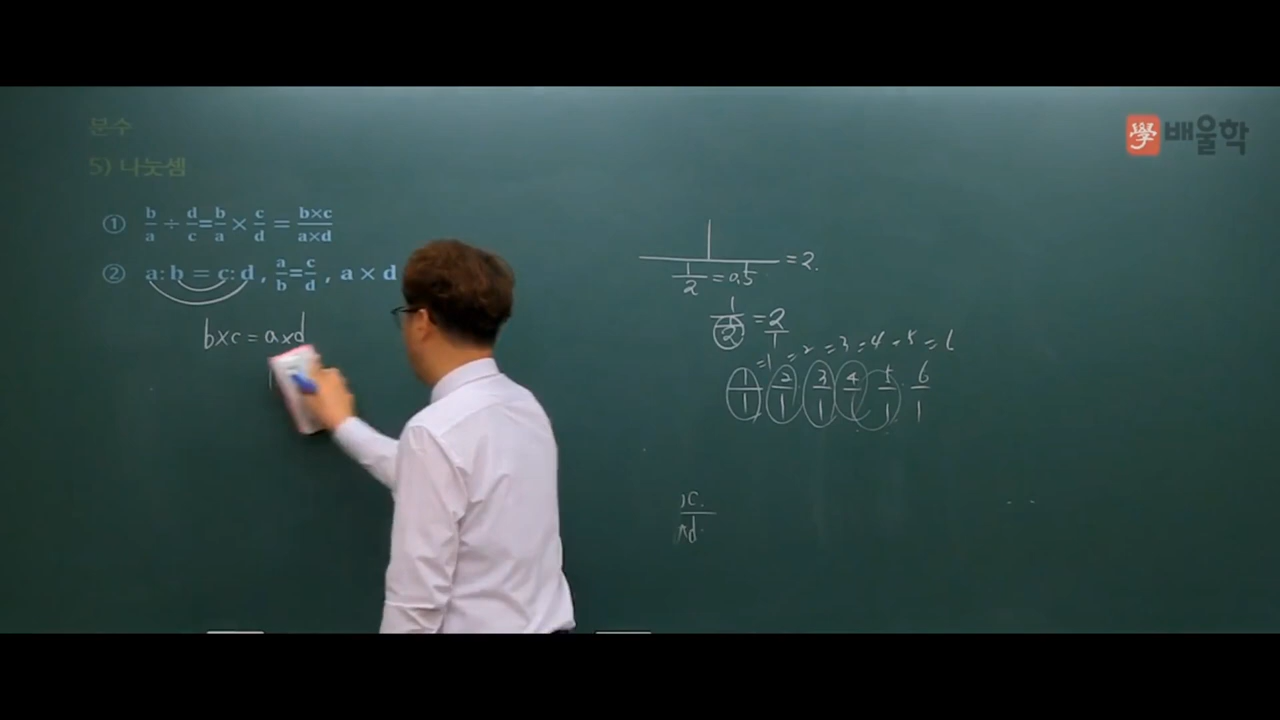 學 배울학
분수
5) 나눗셈
① b/a ÷ d/c = b/a × c/d = b×c/a×d
② a:b = c:d, a/b = c/d, a × d
b×c = a×d
1
1/2 = 0.5
= 2.
1
1/2
= 2/1
=1 =2 =3 =4 =5 =6
1/1 2/1 3/1 4/1 5/1 6/1